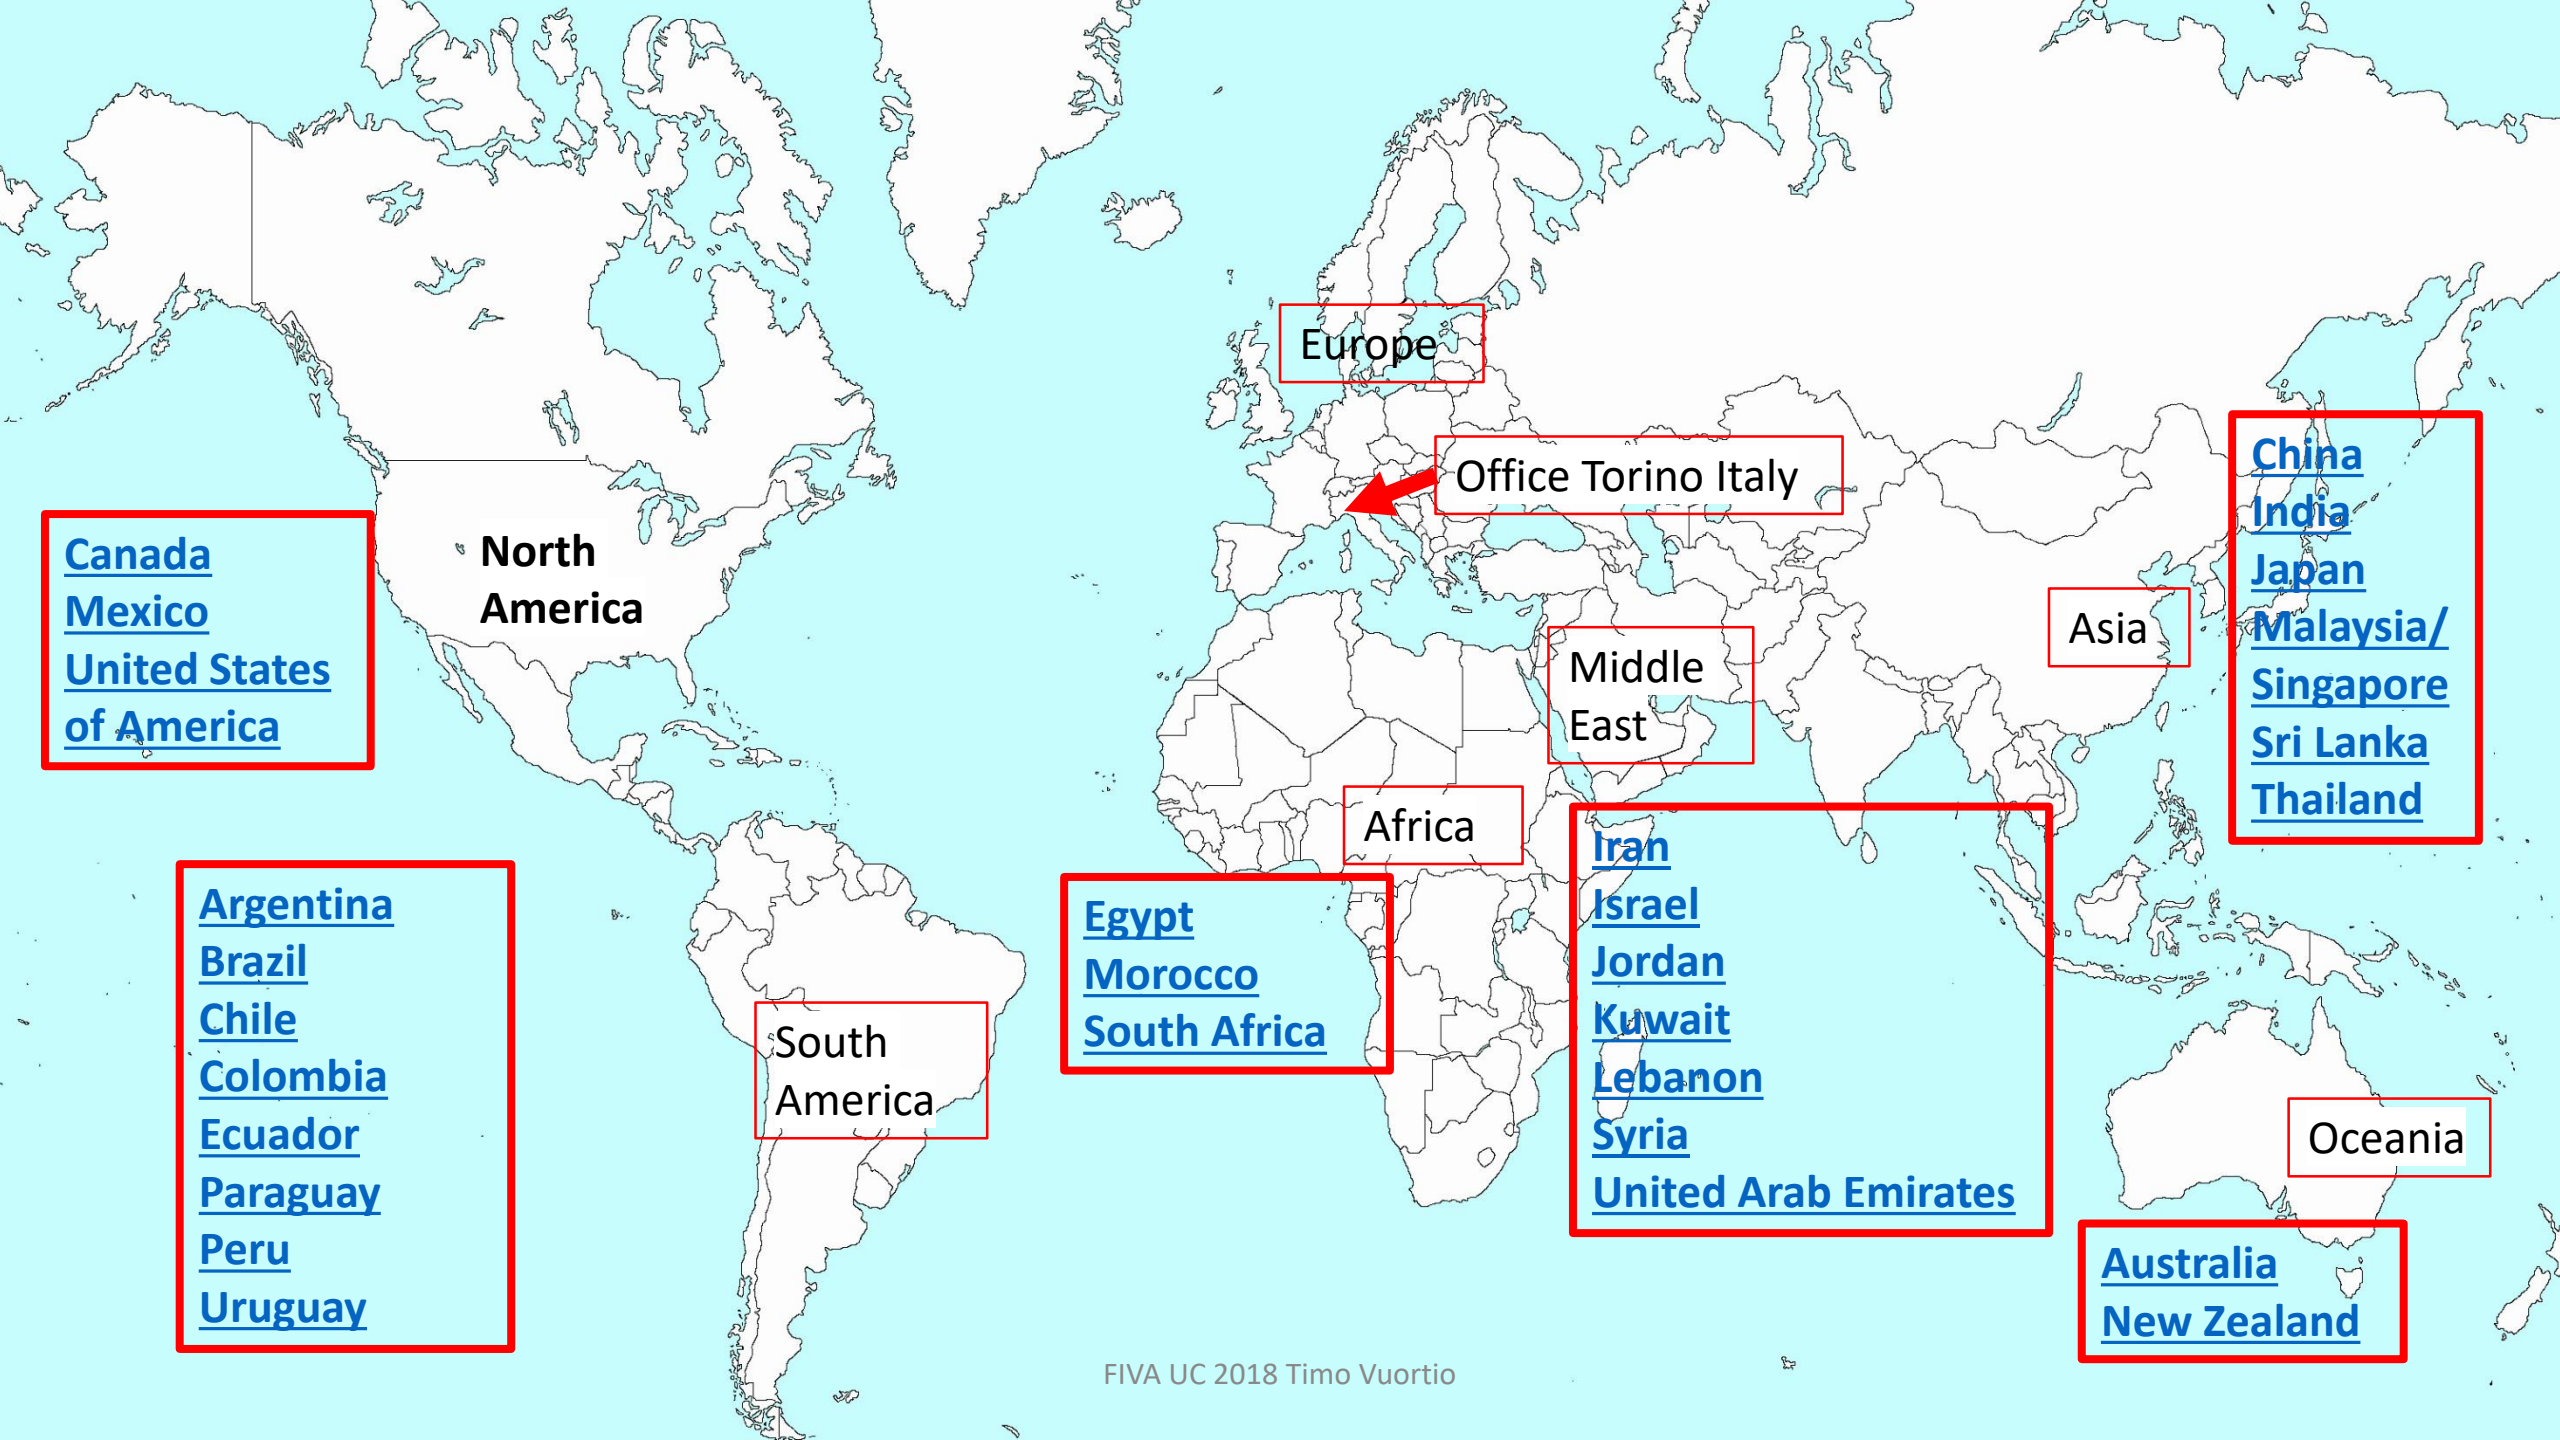 Europe
Office Torino Italy
North
America
Canada
Mexico
United States
of America
Asia
China
India
Japan
Malaysia/
Singapore
Sri Lanka
Thailand
Middle
East
Africa
Iran
Israel
Jordan
Kuwait
Lebanon
Syria
United Arab Emirates
Egypt
Morocco
South Africa
Argentina
Brazil
Chile
Colombia
Ecuador
Paraguay
Peru
Uruguay
South
America
Oceania
Australia
New Zealand
FIVA UC 2018 Timo Vuortio